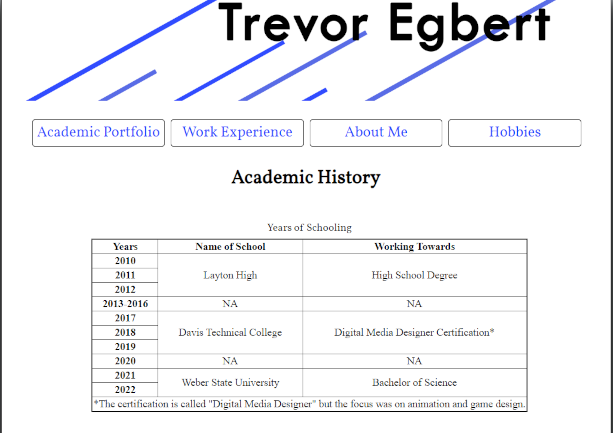 Trevor Egbert
Academic Portfolio Work Experience About Me Hobbies
Academic History
Years of Schooling
Years Name of School Working Towards
2010
2011 Layton High High School Degree
2012
2013-2016 NA NA
2017
2018 Davis Technical College Digital Media Designer Certification*
2019
2020 NA NA
2021
Weber State University Bachelor of Science
2022
*The certification is called "Digital Media Designer" but the focus was on animation and game design.